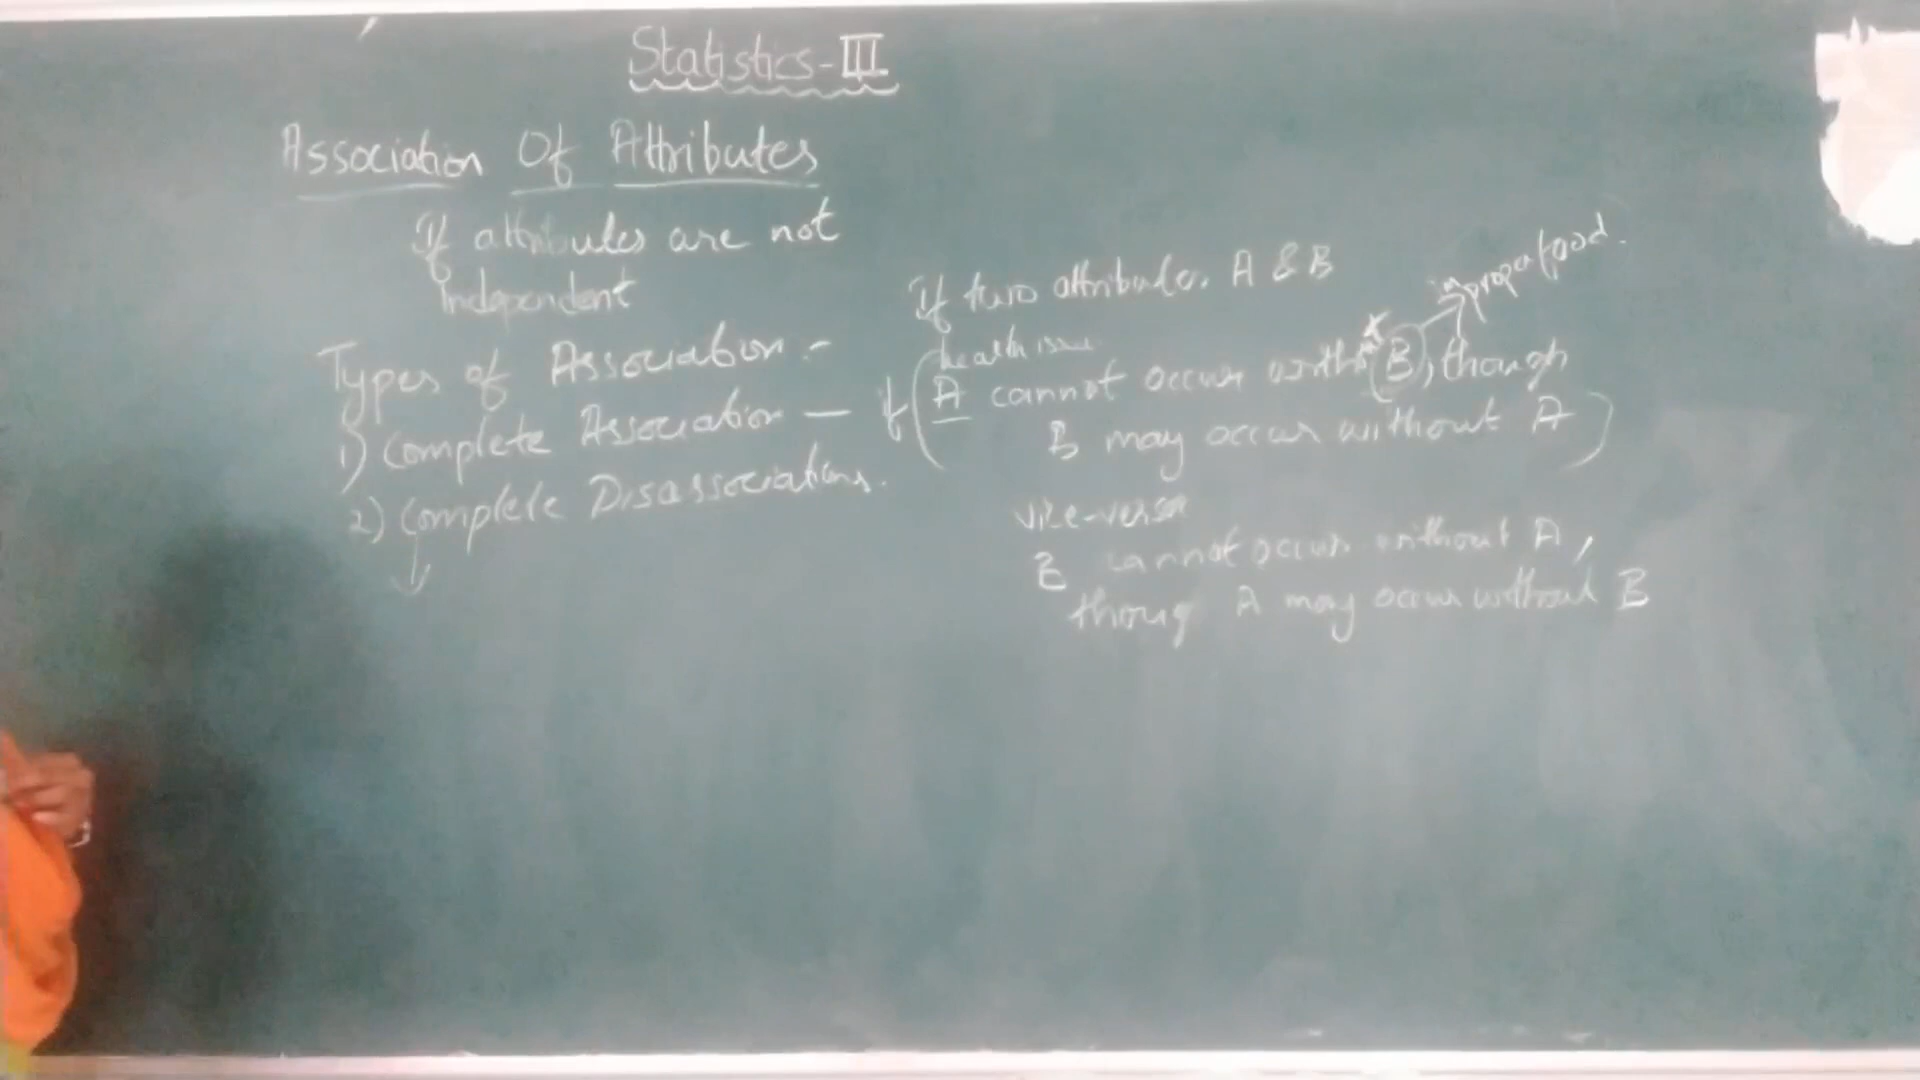 Statistics-III
Association Of Attributes
If attributes are not
Independent
If two attributes. A & B
improper food.
Types of Association :-
health issue
1) Complete Association — if (A cannot occur without B, though
B may occur without A)
2) Complete Disassociations.
vice-versa
B cannot occur without A,
thoug A may occur without B